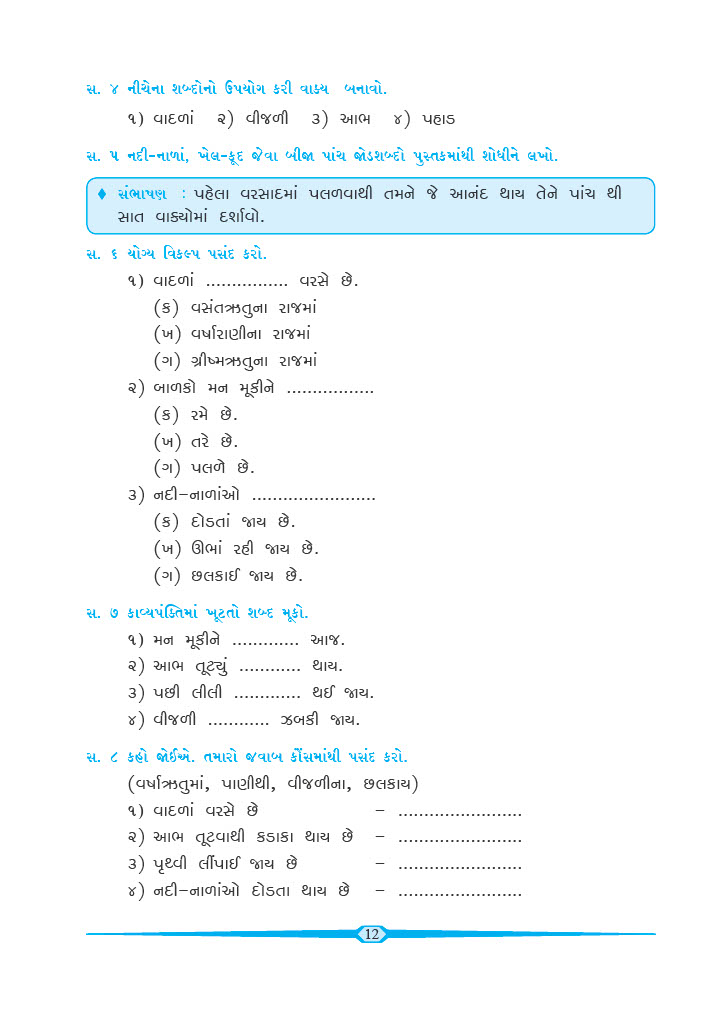 સ. ૪ નીચેના શબ્દોનો ઉપયોગ કરી વાક્ય બનાવો.
૧) વાદળાં ૨) વીજળી ૩) આભ ૪) પહાડ
સ. ૫ નદી-નાળાં, ખેલ-કૂદ જેવા બીજા પાંચ જોડશબ્દો પુસ્તકમાંથી શોધીને લખો.
♦ સંભાષણ : પહેલા વરસાદમાં પલળવાથી તમને જે આનંદ થાય તેને પાંચ થી
સાત વાક્યોમાં દર્શાવો.
સ. ૬ યોગ્ય વિકલ્પ પસંદ કરો.
૧) વાદળાં ................ વરસે છે.
(ક) વસંતઋતુના રાજમાં
(ખ) વર્ષારાણીના રાજમાં
(ગ) ગ્રીષ્મઋતુના રાજમાં
૨) બાળકો મન મૂકીને .................
(ક) રમે છે.
(ખ) તરે છે.
(ગ) પલળે છે.
૩) નદી-નાળાંઓ ........................
(ક) દોડતાં જાય છે.
(ખ) ઊભાં રહી જાય છે.
(ગ) છલકાઈ જાય છે.
સ. ૭ કાવ્યપંક્તિમાં ખૂટતો શબ્દ મૂકો.
૧) મન મૂકીને ............. આજ.
૨) આભ તૂટ્યું ............ થાય.
૩) પછી લીલી ............. થઈ જાય.
૪) વીજળી ............ ઝબકી જાય.
સ. ૮ કહો જોઈએ. તમારો જવાબ કૌંસમાંથી પસંદ કરો.
(વર્ષાઋતુમાં, પાણીથી, વીજળીના, છલકાય)
૧) વાદળાં વરસે છે – ........................
૨) આભ તૂટવાથી કડાકા થાય છે – ........................
૩) પૃથ્વી લીંપાઈ જાય છે – ........................
૪) નદી-નાળાંઓ દોડતા થાય છે – ........................
12